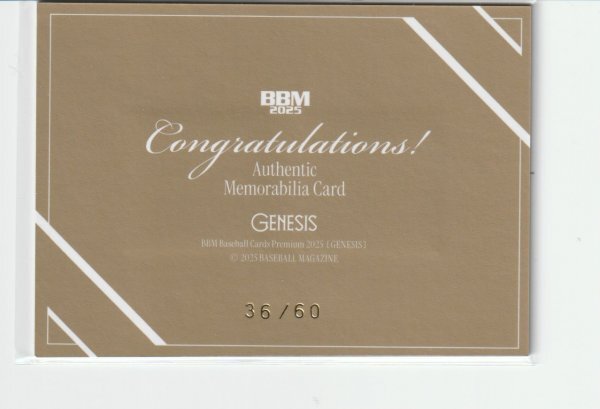 BBM
2025
Congratulations!
Authentic
Memorabilia Card
GENESIS
BBM Baseball Cards Premium 2025 [GENESIS]
© 2025 BASEBALL MAGAZINE
36/60